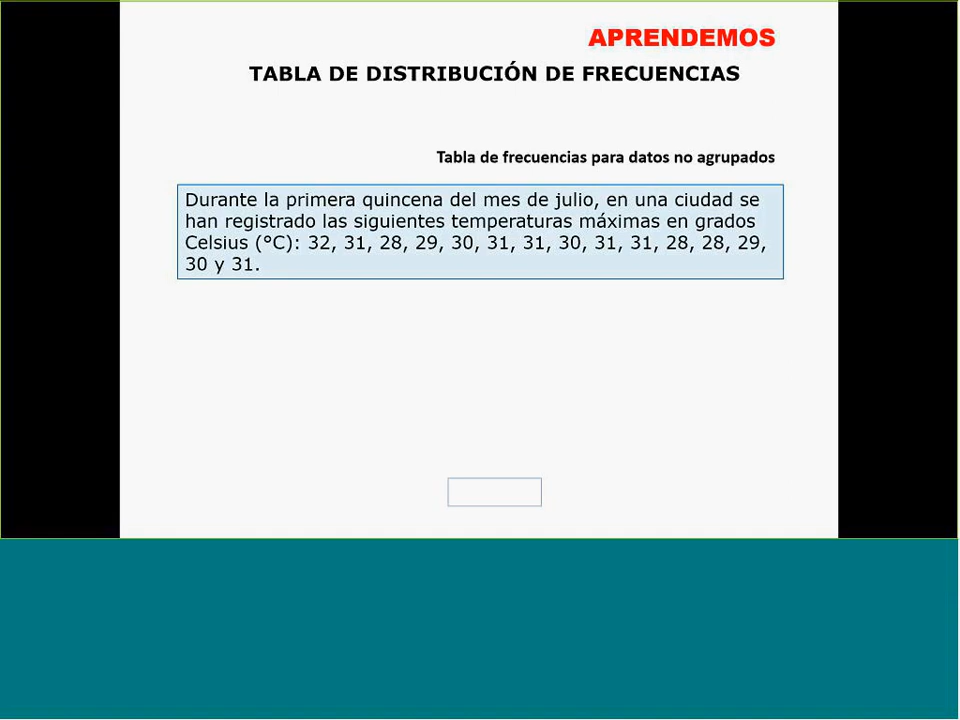 APRENDEMOS
TABLA DE DISTRIBUCIÓN DE FRECUENCIAS
Tabla de frecuencias para datos no agrupados
Durante la primera quincena del mes de julio, en una ciudad se
han registrado las siguientes temperaturas máximas en grados
Celsius (°C): 32, 31, 28, 29, 30, 31, 31, 30, 31, 31, 28, 28, 29,
30 y 31.